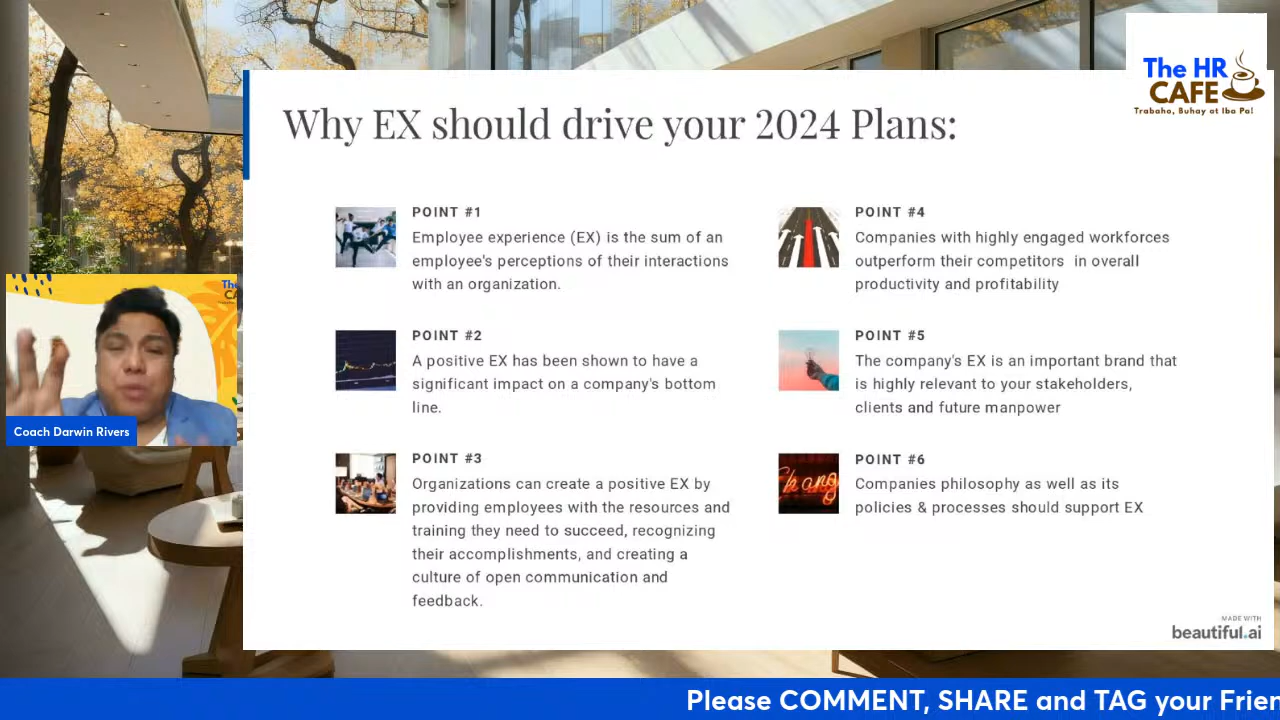 The HR
CAFE
Trabaho, Buhay at Iba Pa!
Why EX should drive your 2024 Plans:
POINT #1
Employee experience (EX) is the sum of an
employee's perceptions of their interactions
with an organization.
POINT #2
A positive EX has been shown to have a
significant impact on a company's bottom
line.
POINT #3
Organizations can create a positive EX by
providing employees with the resources and
training they need to succeed, recognizing
their accomplishments, and creating a
culture of open communication and
feedback.
POINT #4
Companies with highly engaged workforces
outperform their competitors in overall
productivity and profitability
POINT #5
The company's EX is an important brand that
is highly relevant to your stakeholders,
clients and future manpower
POINT #6
Companies philosophy as well as its
policies & processes should support EX
Chang
The
CA
Coach Darwin Rivers
MADE WITH
beautiful.ai
Please COMMENT, SHARE and TAG your Frien